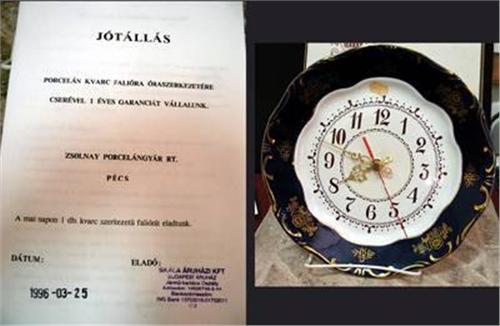 JÓTÁLLÁS
PORCELÁN KVARC FALIÓRA ÓRASZERKEZETÉRE
CSERÉVEL 1 ÉVES GARANCIÁT VÁLLALUNK.
ZSOLNAY PORCELÁNGYÁR RT.
PÉCS
A mai napon 1 db. kvarc szerkezetű faliórát eladtunk.
DÁTUM:
ELADÓ:
1996 -03- 25
SKÁLA ÁRUHÁZI KFT
BUDAPEST ÁRUHÁZ
12
1
2
3
4
5
6
7
8
9
10
11